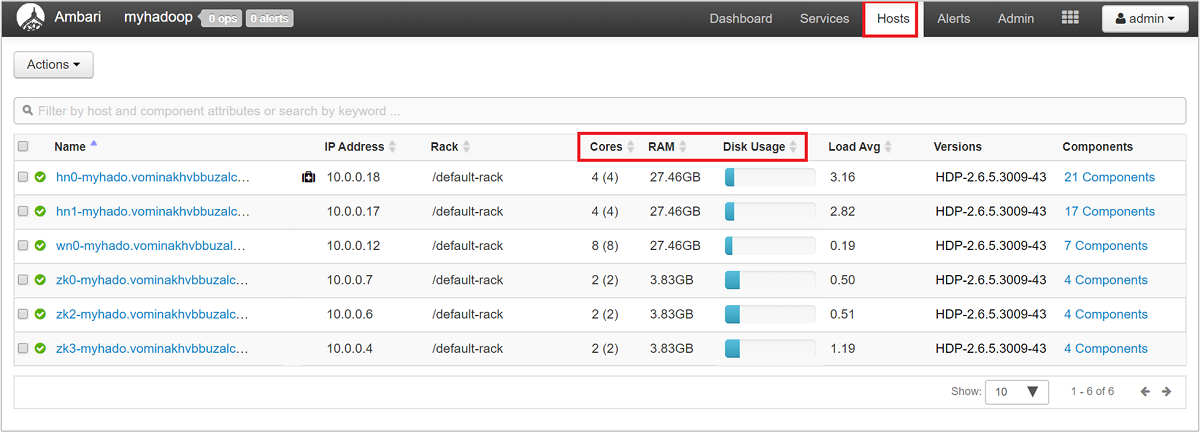 Ambari myhadoop 0 ops 0 alerts Dashboard Services Hosts Alerts Admin admin
Actions
Filter by host and component attributes or search by keyword ...
Name IP Address Rack Cores RAM Disk Usage Load Avg Versions Components
hn0-myhado.vominakhvbbuzalc... 10.0.0.18 /default-rack 4 (4) 27.46GB 3.16 HDP-2.6.5.3009-43 21 Components
hn1-myhado.vominakhvbbuzalc... 10.0.0.17 /default-rack 4 (4) 27.46GB 2.82 HDP-2.6.5.3009-43 17 Components
wn0-myhado.vominakhvbbuzal... 10.0.0.12 /default-rack 8 (8) 27.46GB 0.19 HDP-2.6.5.3009-43 7 Components
zk0-myhado.vominakhvbbuzalc... 10.0.0.7 /default-rack 2 (2) 3.83GB 0.50 HDP-2.6.5.3009-43 4 Components
zk2-myhado.vominakhvbbuzalc... 10.0.0.6 /default-rack 2 (2) 3.83GB 0.51 HDP-2.6.5.3009-43 4 Components
zk3-myhado.vominakhvbbuzalc... 10.0.0.4 /default-rack 2 (2) 3.83GB 1.19 HDP-2.6.5.3009-43 4 Components
Show: 10 1 - 6 of 6